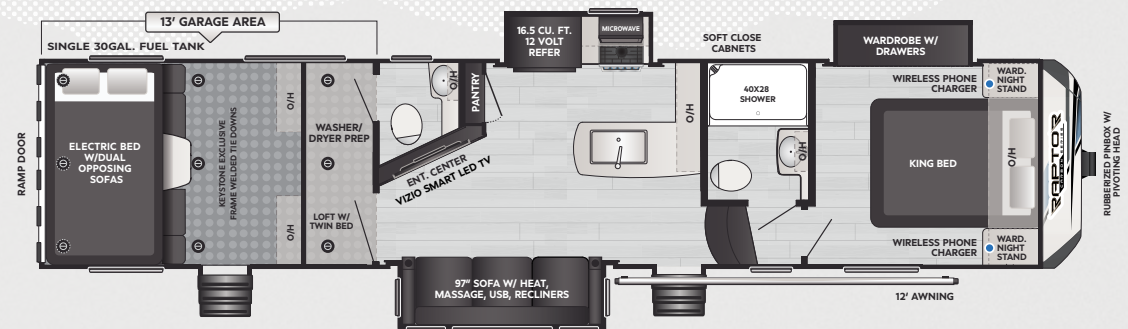 13' GARAGE AREA
SINGLE 30GAL. FUEL TANK
RAMP DOOR
ELECTRIC BED
W/DUAL
OPPOSING
SOFAS
KEYSTONE EXCLUSIVE
FRAME WELDED TIE DOWNS
O/H
O/H
WASHER/
DRYER PREP
LOFT W/
TWIN BED
O/H
PANTRY
ENT. CENTER
VIZIO SMART LED TV
16.5 CU. FT.
12 VOLT
REFER
MICROWAVE
O/H
97" SOFA W/ HEAT,
MASSAGE, USB, RECLINERS
SOFT CLOSE
CABNETS
40X28
SHOWER
O/H
WARDROBE W/
DRAWERS
WIRELESS PHONE
CHARGER
WARD.
NIGHT
STAND
KING BED
O/H
WIRELESS PHONE
CHARGER
WARD.
NIGHT
STAND
12' AWNING
RAPTOR
RUBBERIZED PINBOX W/
PIVOTING HEAD